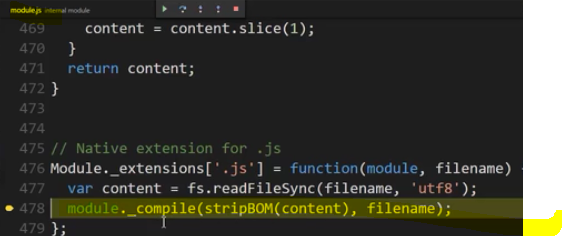 module.js internal module
469 content = content.slice(1);
470 }
471 return content;
472 }
473
474
475 // Native extension for .js
476 Module._extensions['.js'] = function(module, filename) {
477 var content = fs.readFileSync(filename, 'utf8');
478 module._compile(stripBOM(content), filename);
479 };